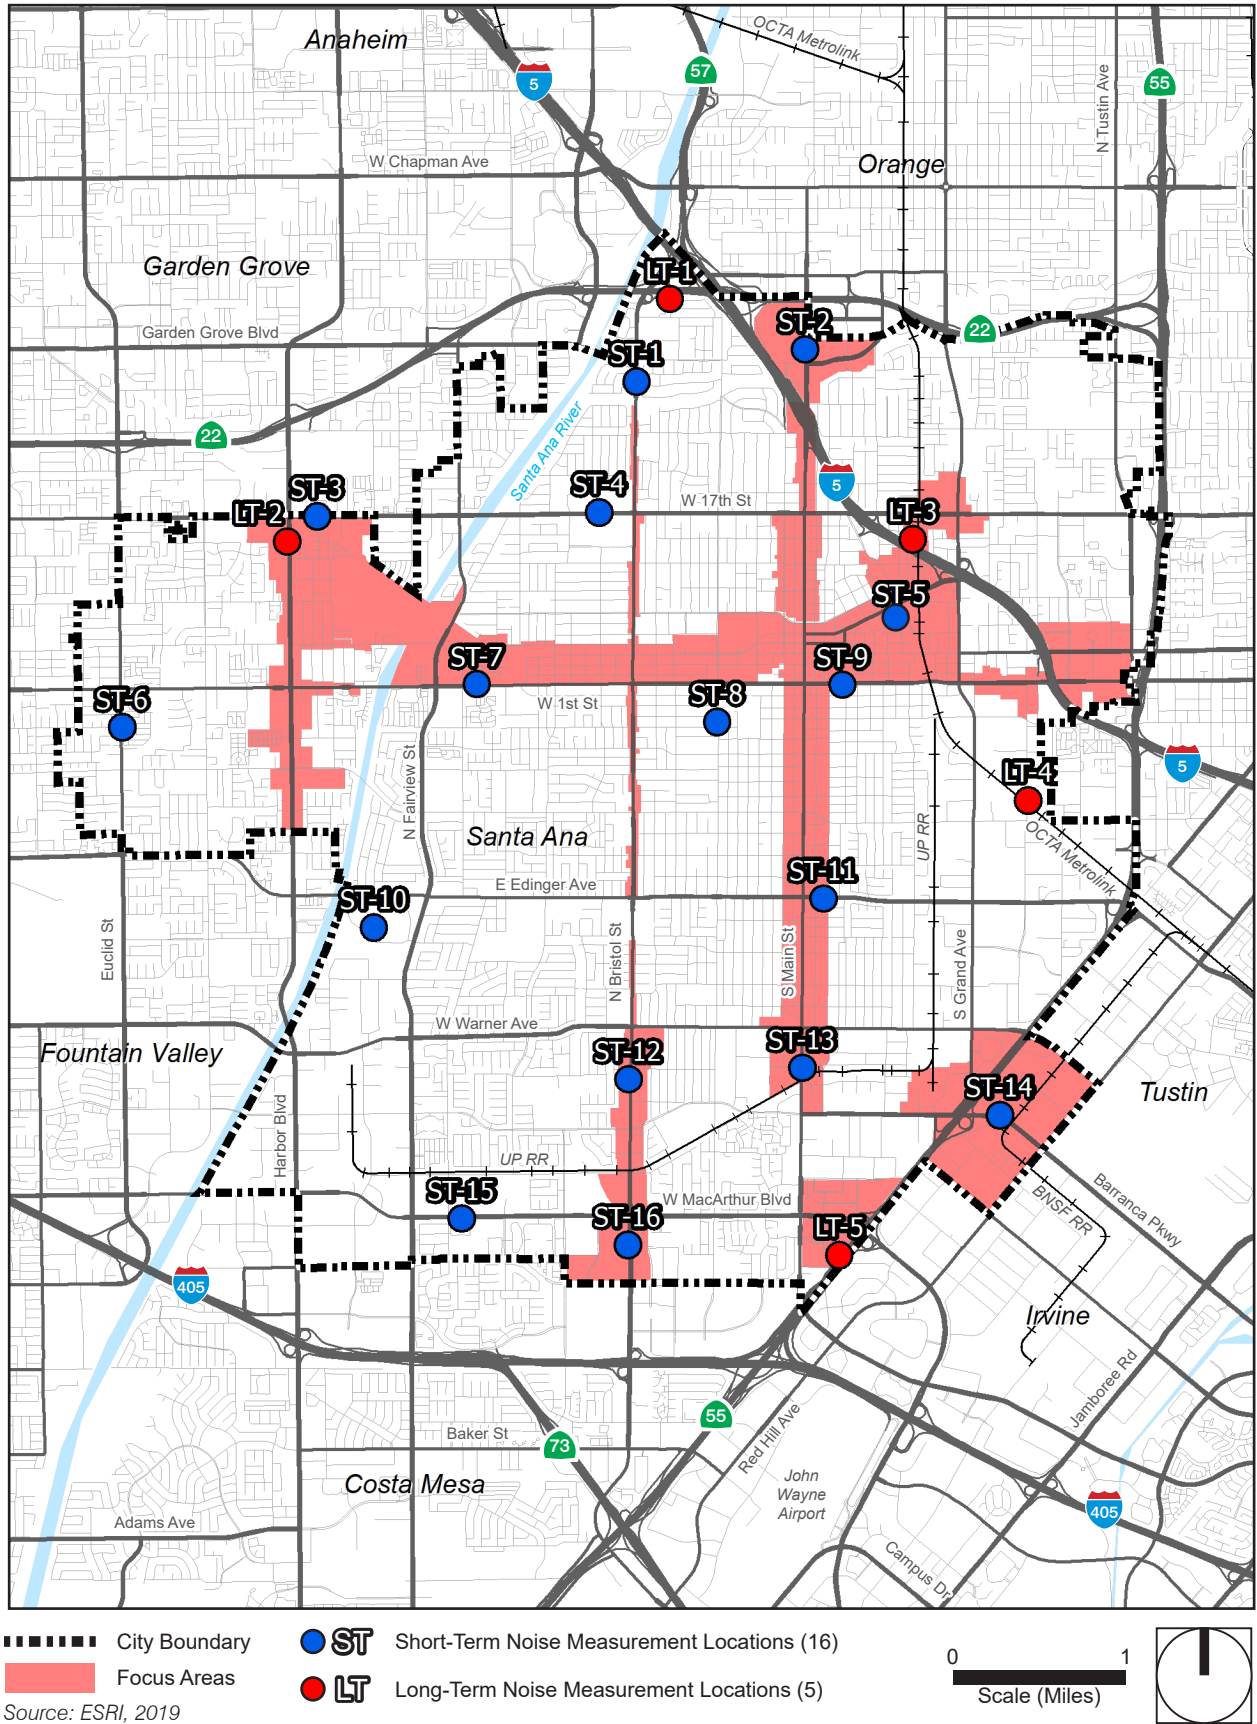 Anaheim
OCTA Metrolink
57
5
55
N Tustin Ave
W Chapman Ave
Orange
Garden Grove
LT-1
Garden Grove Blvd
ST-2
22
ST-1
Santa Ana River
22
5
ST-3
ST-4
W 17th St
LT-2
LT-3
ST-5
ST-7
ST-9
ST-6
W 1st St
ST-8
5
N Fairview St
LT-4
Santa Ana
UP RR
OCTA Metrolink
E Edinger Ave
ST-11
ST-10
Euclid St
N Bristol St
S Main St
S Grand Ave
W Warner Ave
Fountain Valley
ST-12
ST-13
ST-14
Tustin
Harbor Blvd
UP RR
ST-15
W MacArthur Blvd
Barranca Pkwy
BNSF RR
ST-16
LT-5
405
Irvine
Jamboree Rd
55
Red Hill Ave
Baker St
73
Costa Mesa
John
Wayne
Airport
405
Adams Ave
Campus Dr
City Boundary
ST Short-Term Noise Measurement Locations (16)
0 1
Focus Areas
LT Long-Term Noise Measurement Locations (5)
Scale (Miles)
Source: ESRI, 2019